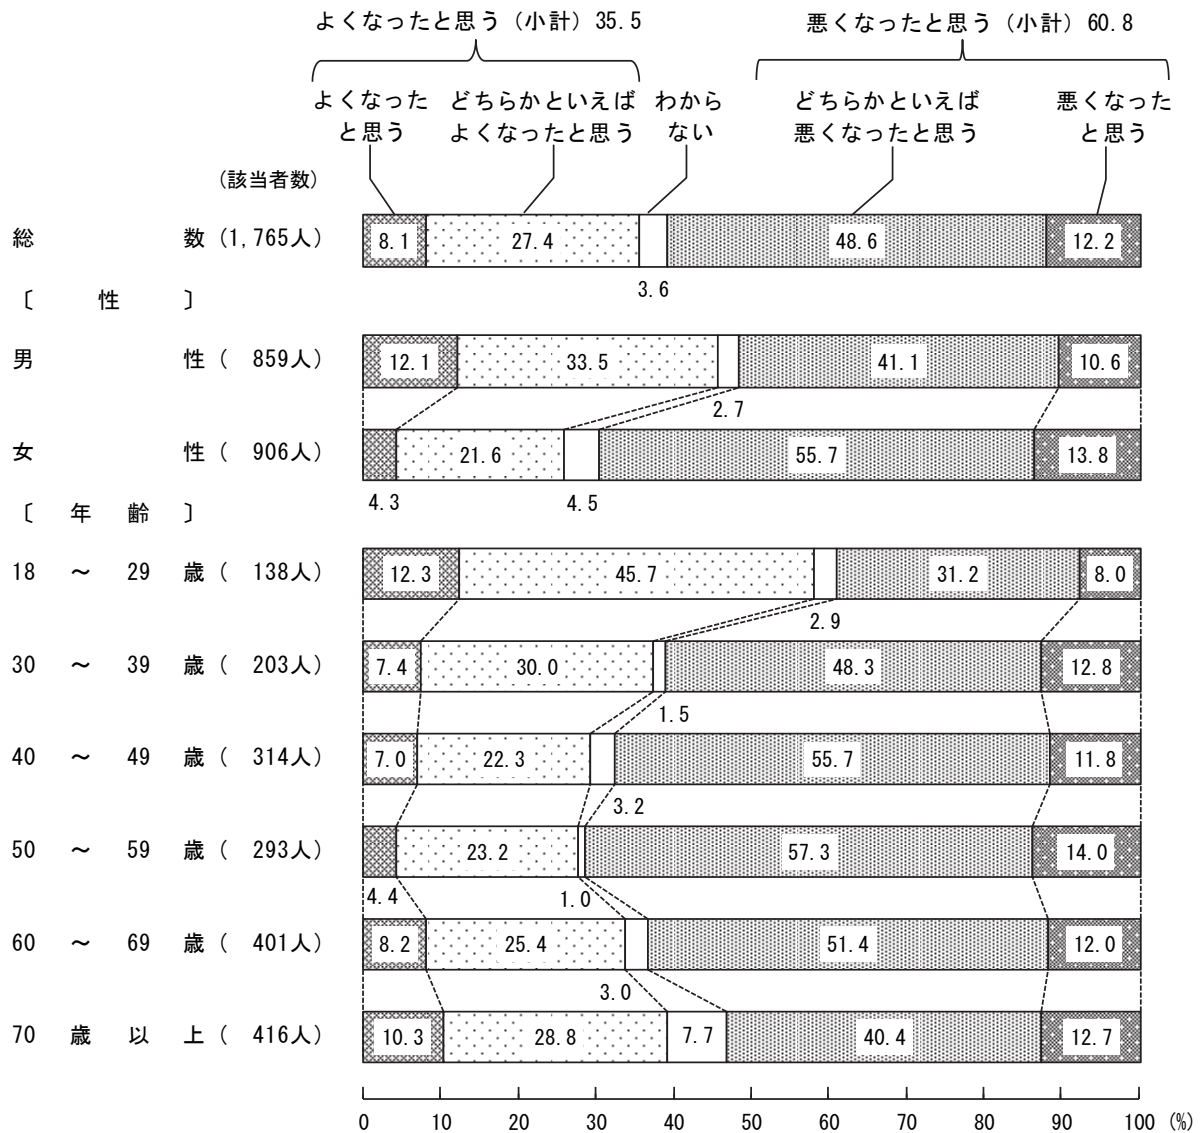 よくなったと思う（小計）35.5 悪くなったと思う（小計）60.8
よくなった どちらかといえば わから どちらかといえば 悪くなった
と思う よくなったと思う ない 悪くなったと思う と思う
(該当者数)
総 数 (1,765人) 8.1 27.4 48.6 12.2
3.6
〔 性 〕
男 性 ( 859人) 12.1 33.5 41.1 10.6
2.7
女 性 ( 906人) 21.6 55.7 13.8
4.3 4.5
〔 年 齢 〕
18 ～ 29 歳 ( 138人) 12.3 45.7 31.2 8.0
2.9
30 ～ 39 歳 ( 203人) 7.4 30.0 48.3 12.8
1.5
40 ～ 49 歳 ( 314人) 7.0 22.3 55.7 11.8
3.2
50 ～ 59 歳 ( 293人) 23.2 57.3 14.0
4.4 1.0
60 ～ 69 歳 ( 401人) 8.2 25.4 51.4 12.0
3.0
70 歳 以 上 ( 416人) 10.3 28.8 7.7 40.4 12.7
0 10 20 30 40 50 60 70 80 90 100 (%)